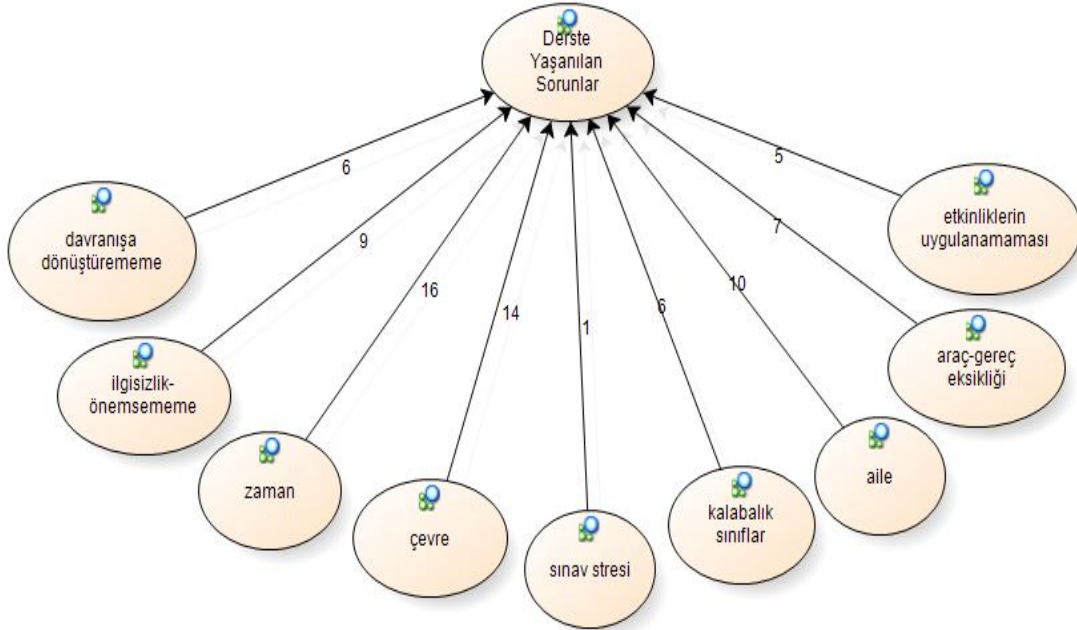 Derste
Yaşanılan
Sorunlar
6
9
16
14
1
6
10
7
5
davranışa
dönüştürememe
ilgisizlik-
önemsememe
zaman
çevre
sınav stresi
kalabalık
sınıflar
aile
araç-gereç
eksikliği
etkinliklerin
uygulanamaması